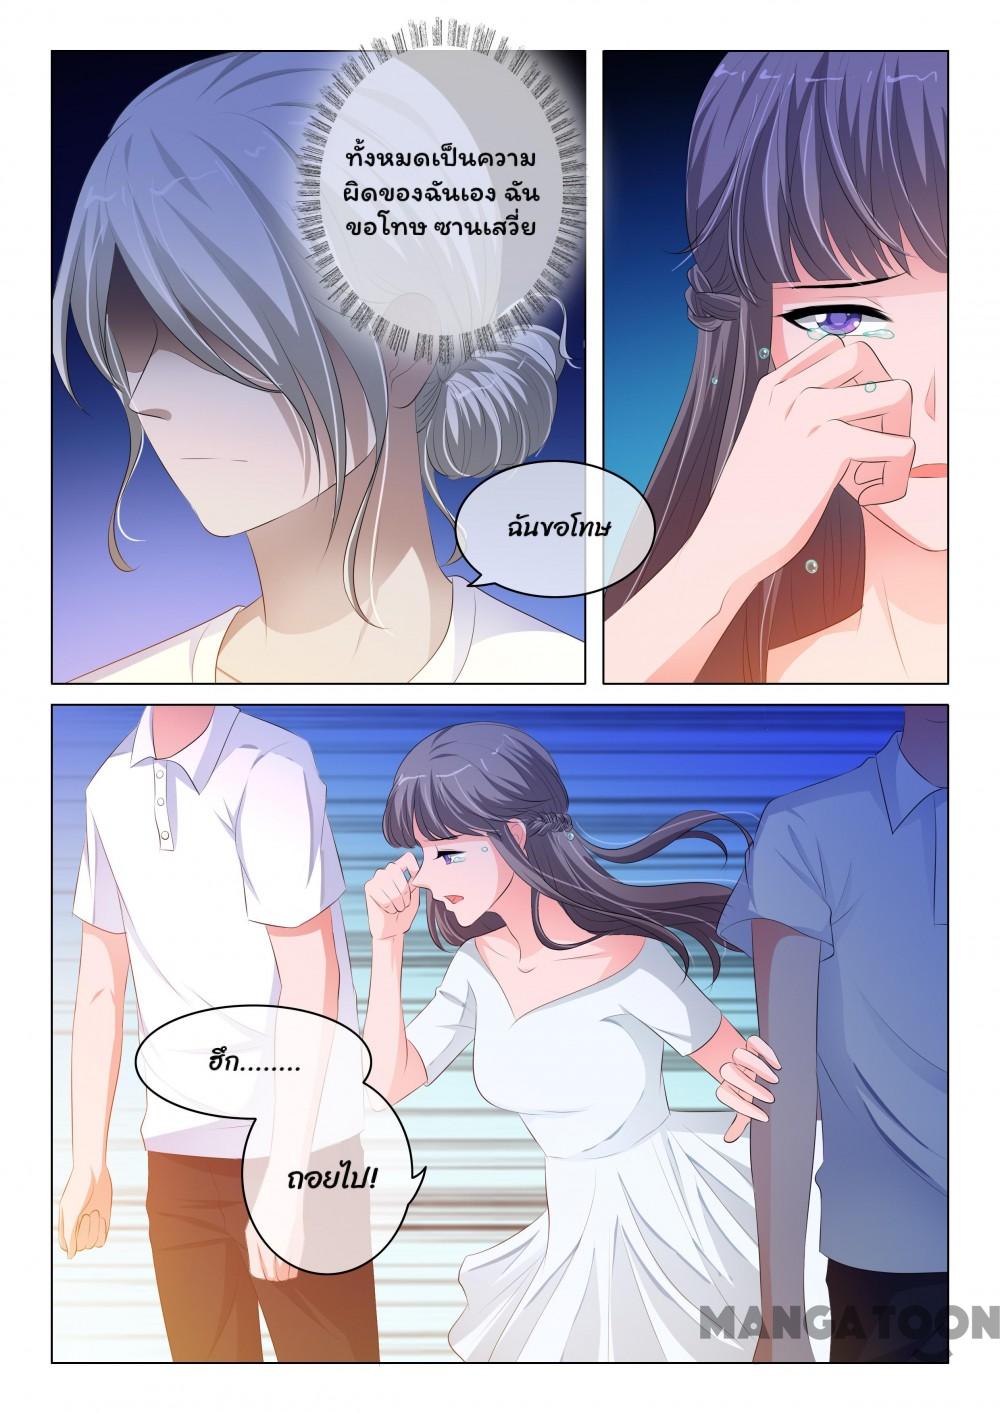 ทั้งหมดเป็นความ
ผิดของฉันเอง ฉัน
ขอโทษ ซานเสวี่ย
ฉันขอโทษ
ฮึก........
ถอยไป!
MANGATOON